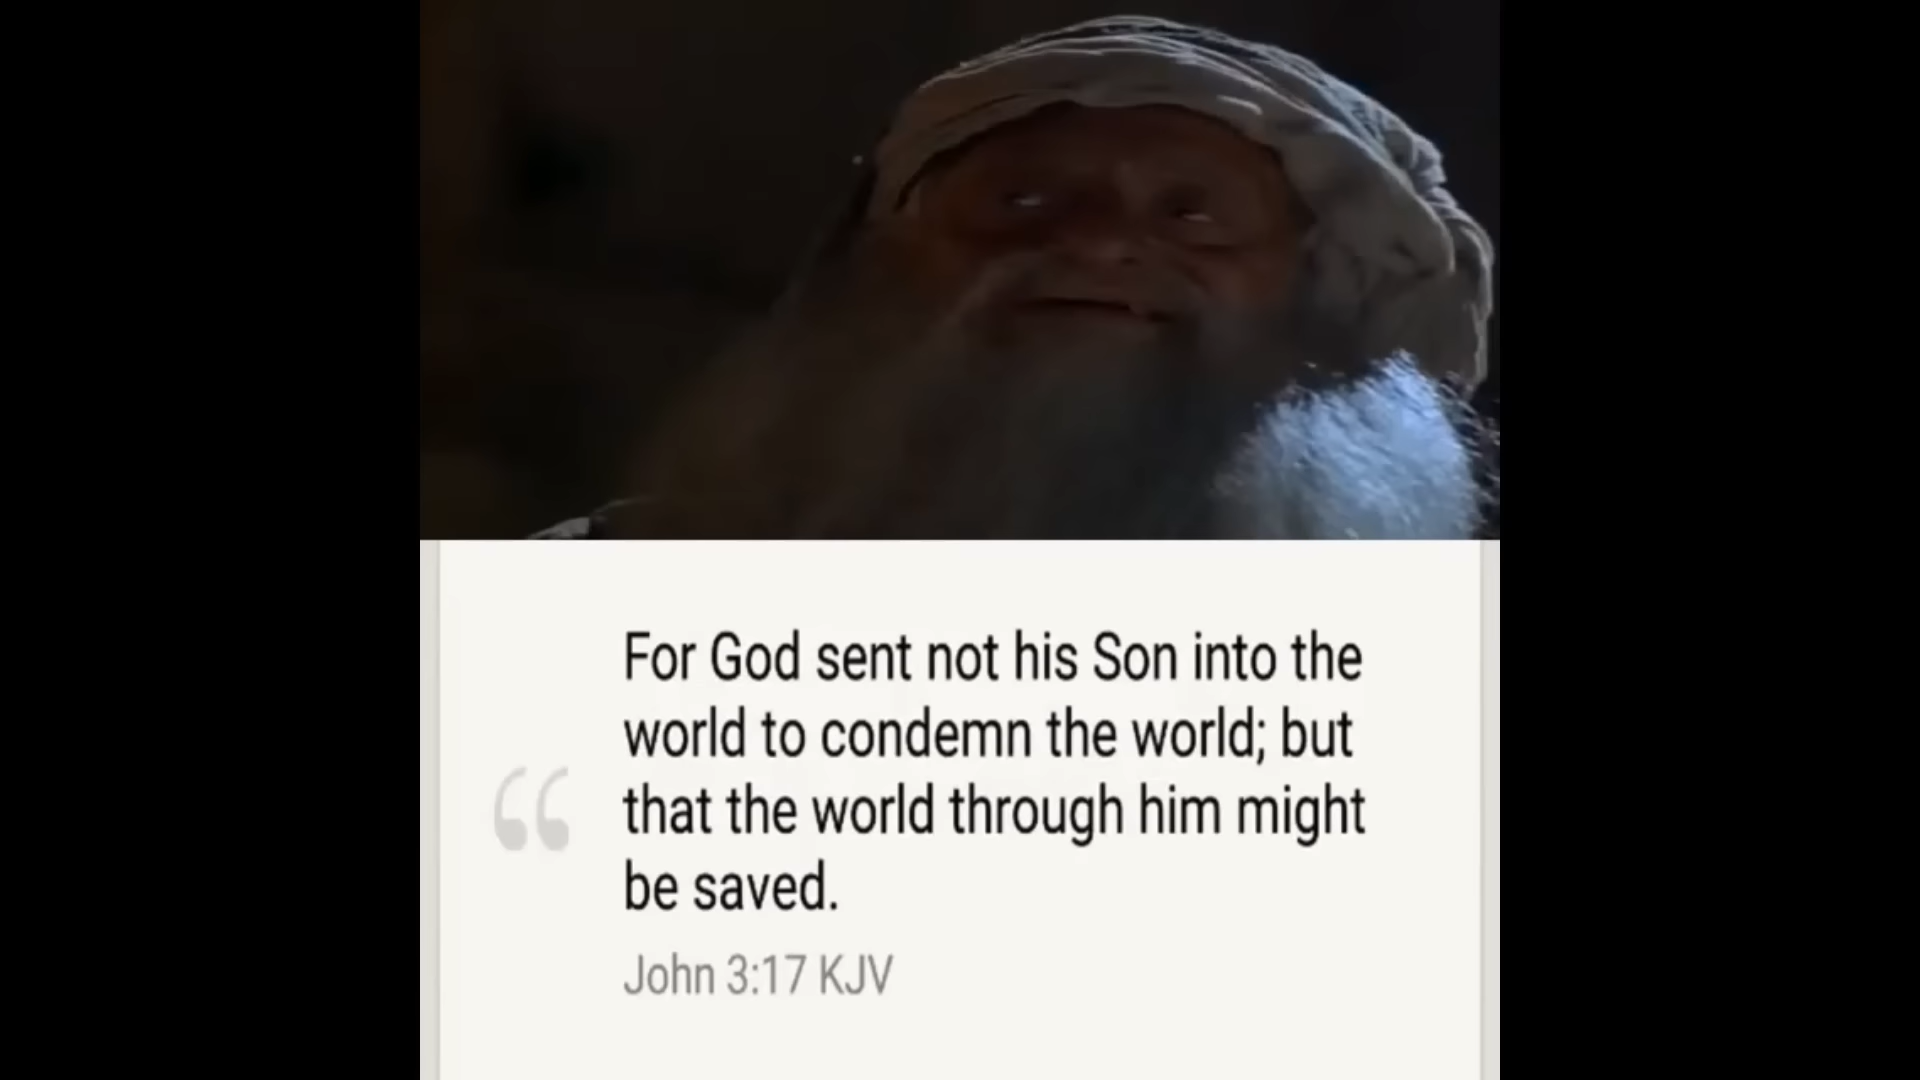 For God sent not his Son into the
world to condemn the world; but
that the world through him might
be saved.
John 3:17 KJV